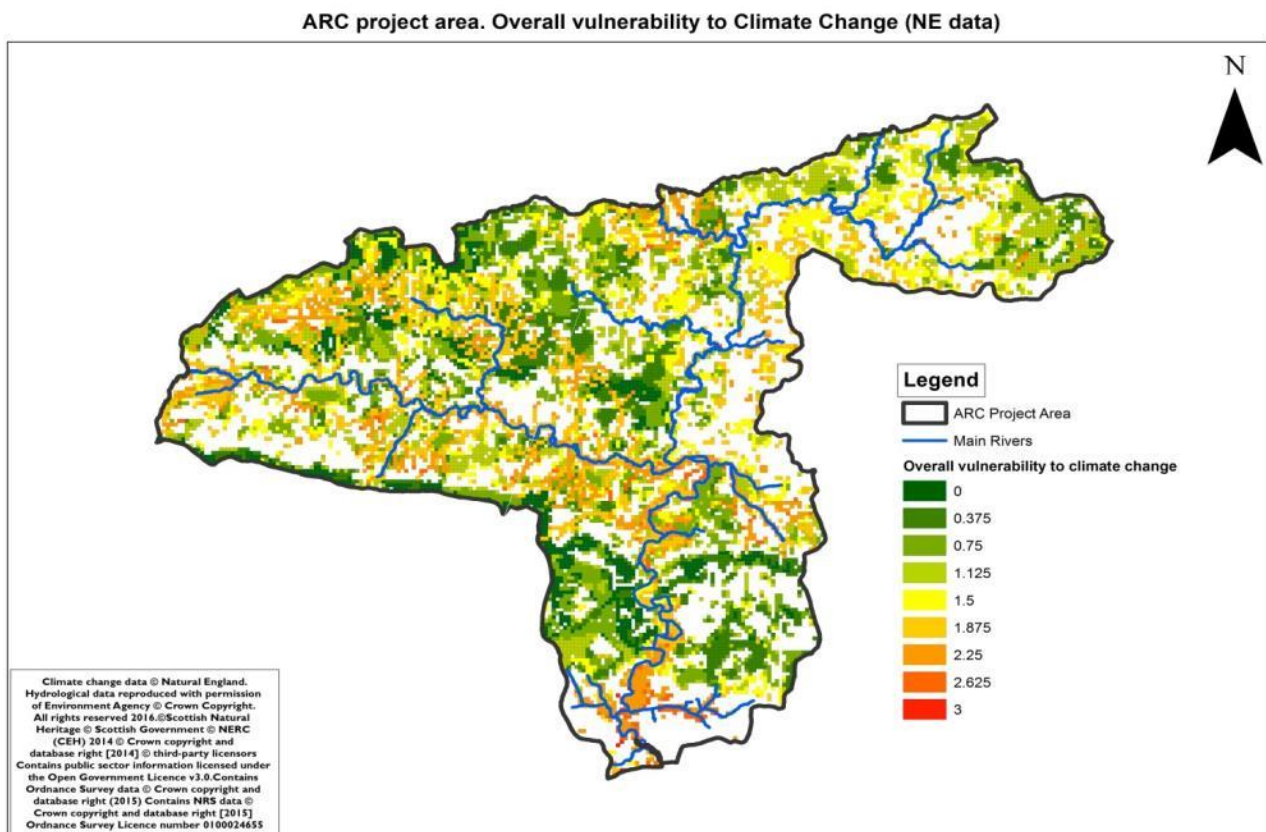 ARC project area. Overall vulnerability to Climate Change (NE data)
N
Legend
ARC Project Area
Main Rivers
Overall vulnerability to climate change
0
0.375
0.75
1.125
1.5
1.875
2.25
2.625
3
Climate change data © Natural England.
Hydrological data reproduced with permission
of Environment Agency © Crown Copyright.
All rights reserved 2016.©Scottish Natural
Heritage © Scottish Government © NERC
(CEH) 2014 © Crown copyright and
database right [2014] © third-party licensors
Contains public sector information licensed under
the Open Government Licence v3.0.Contains
Ordnance Survey data © Crown copyright and
database right (2015) Contains NRS data ©
Crown copyright and database right [2015]
Ordnance Survey Licence number 0100024655